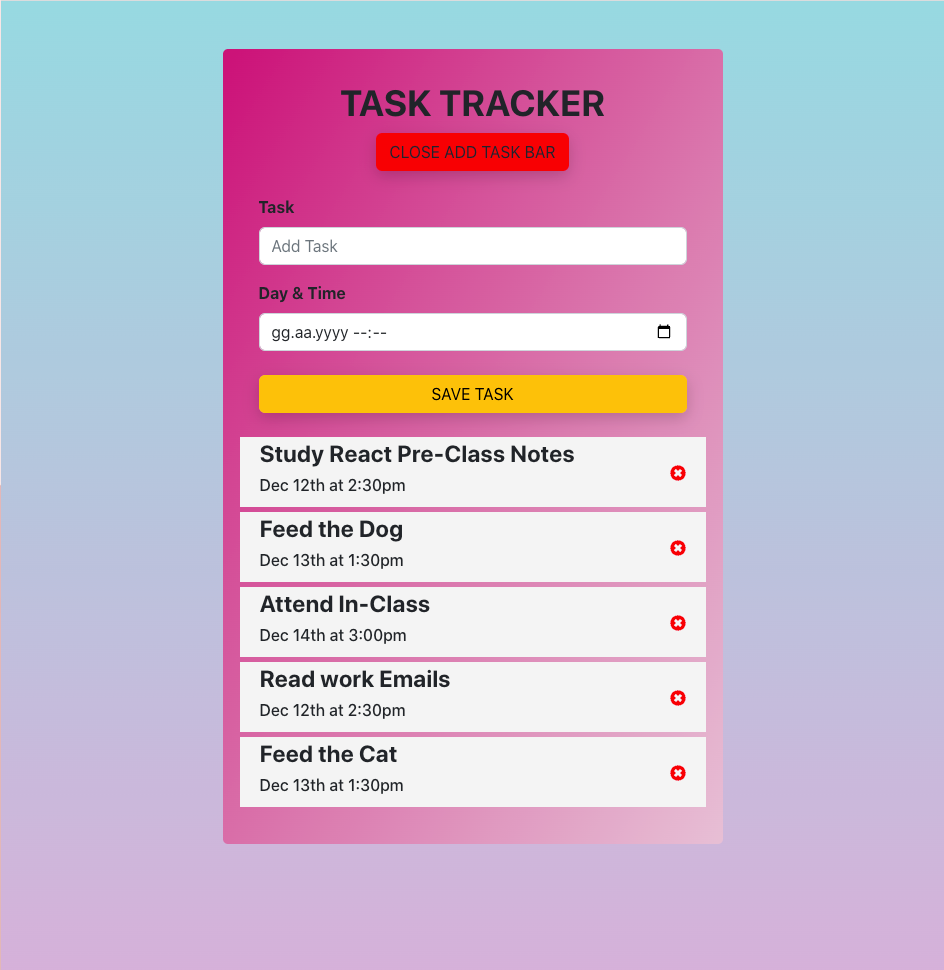 TASK TRACKER
CLOSE ADD TASK BAR
Task
Add Task
Day & Time
gg.aa.yyyy --:--
SAVE TASK
Study React Pre-Class Notes
Dec 12th at 2:30pm
Feed the Dog
Dec 13th at 1:30pm
Attend In-Class
Dec 14th at 3:00pm
Read work Emails
Dec 12th at 2:30pm
Feed the Cat
Dec 13th at 1:30pm